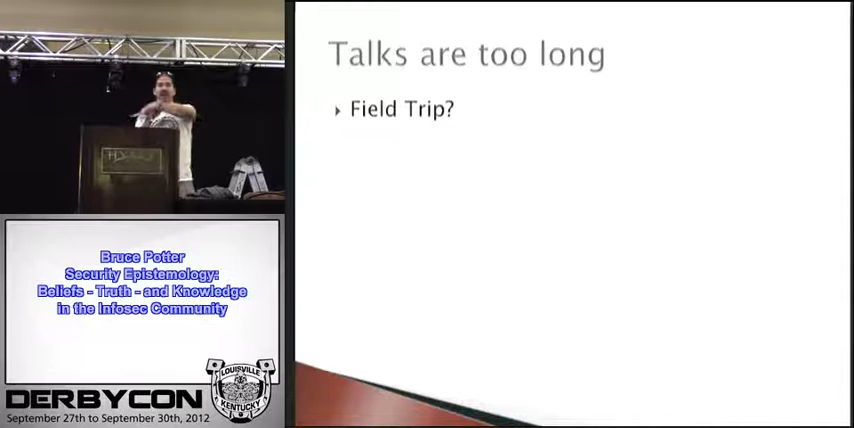 Talks are too long
Field Trip?
HYATT
Bruce Potter
Security Epistemology:
Beliefs - Truth - and Knowledge
in the Infosec Community
LOUISVILLE
KENTUCKY
DERBYCON
September 27th to September 30th, 2012